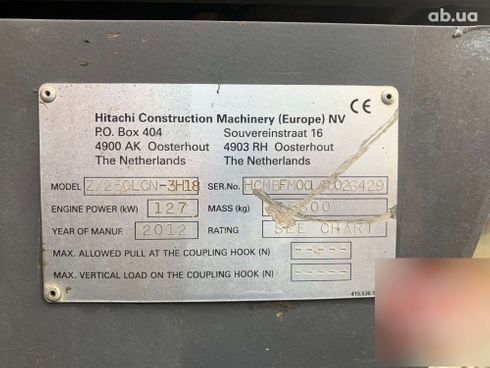 ab.ua
Hitachi Construction Machinery (Europe) NV
P.O. Box 404 Souvereinstraat 16
4900 AK Oosterhout 4903 RH Oosterhout
The Netherlands The Netherlands
CE
MODEL ZX250LCN-3H18 SER.No.
ENGINE POWER (kW) 127 MASS (kg)
YEAR OF MANUF. 2012 RATING SEE CHART
MAX. ALLOWED PULL AT THE COUPLING HOOK (N) -----
MAX. VERTICAL LOAD ON THE COUPLING HOOK (N) -----